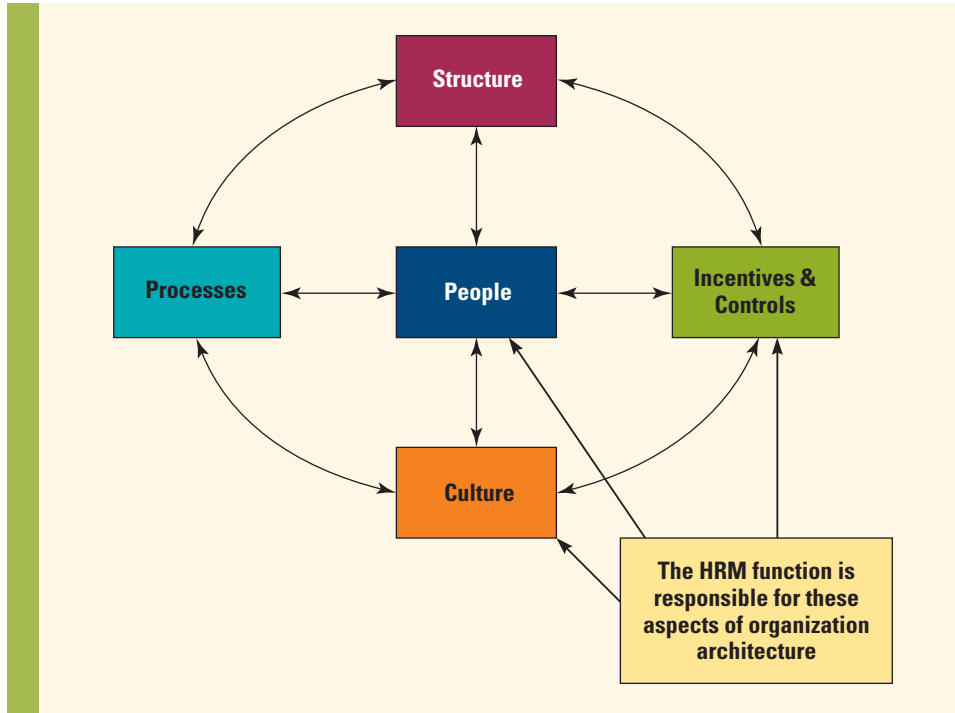 Structure
Processes
People
Incentives &
Controls
Culture
The HRM function is
responsible for these
aspects of organization
architecture